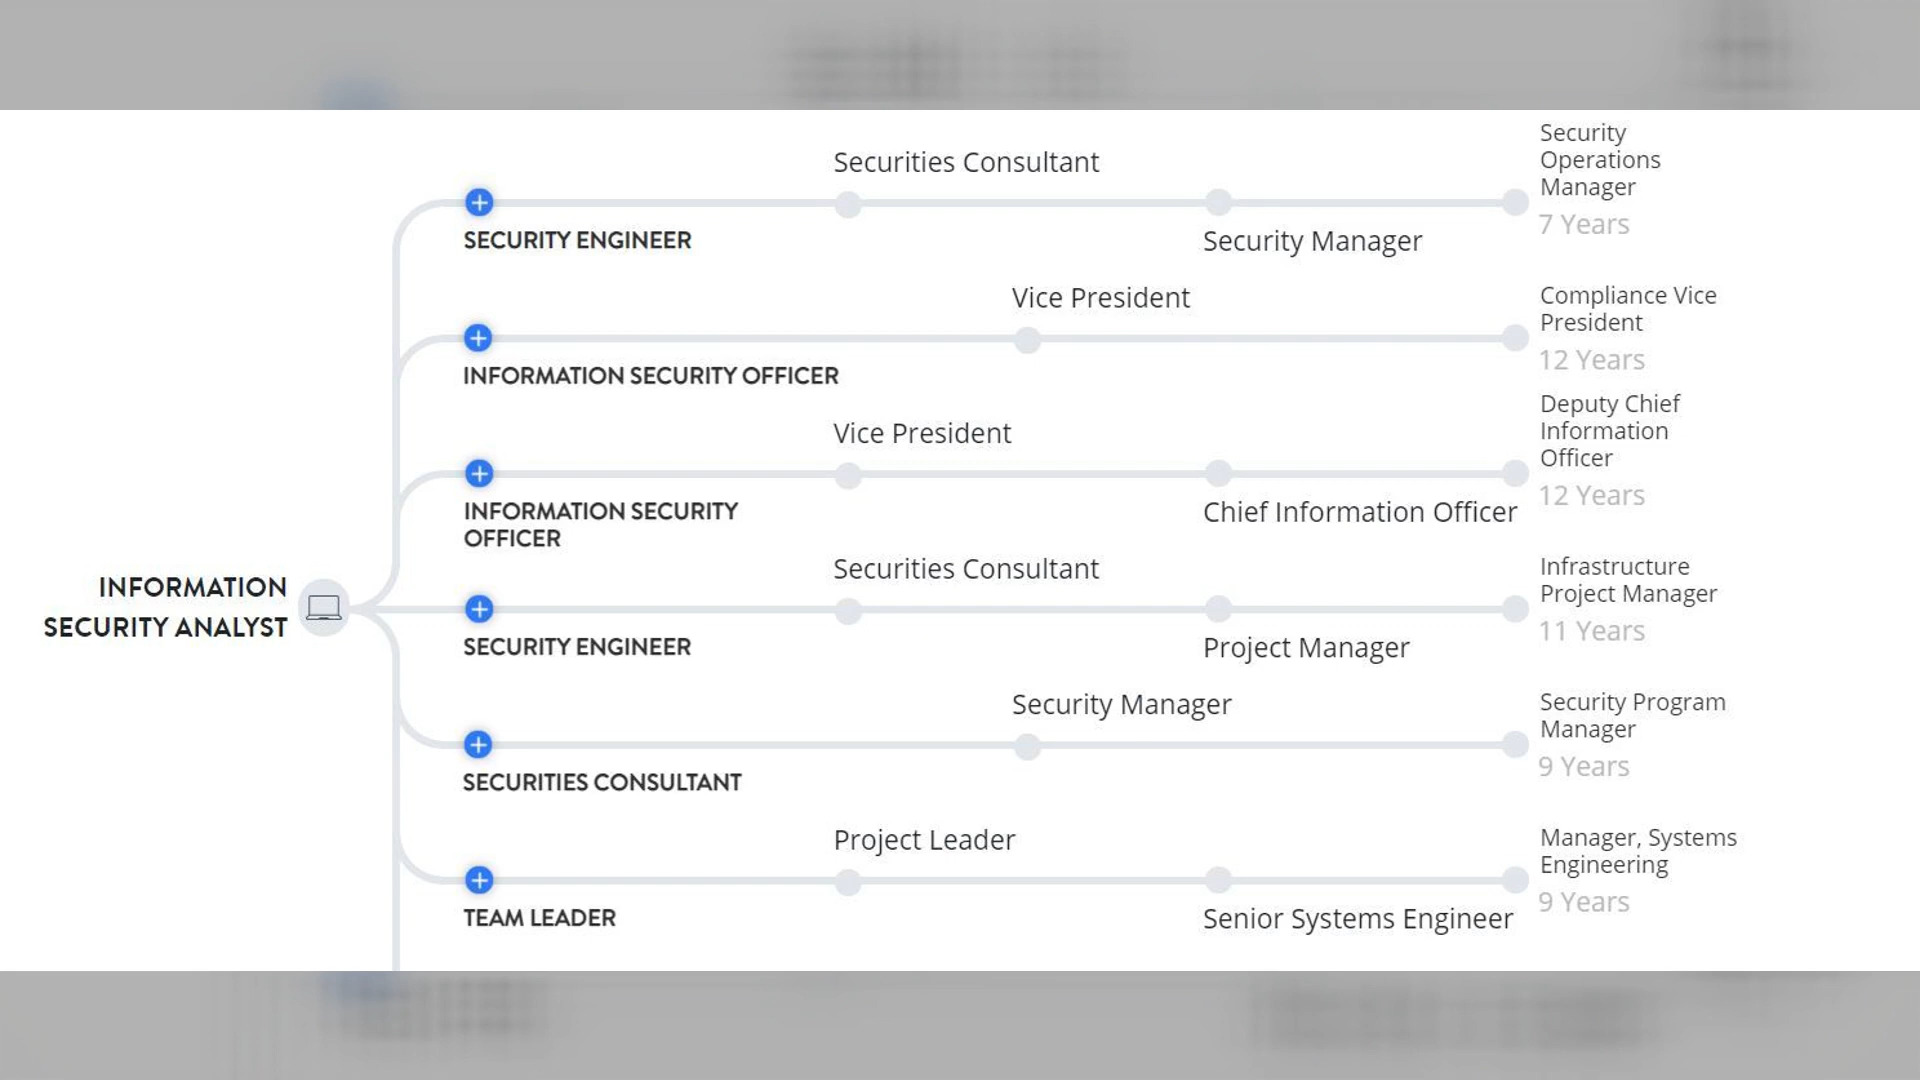 Securities Consultant
Security
Operations
Manager
7 Years
SECURITY ENGINEER
Security Manager
Vice President
Compliance Vice
President
12 Years
INFORMATION SECURITY OFFICER
Vice President
Deputy Chief
Information
Officer
12 Years
INFORMATION SECURITY
OFFICER
Chief Information Officer
INFORMATION
SECURITY ANALYST
Securities Consultant
Infrastructure
Project Manager
11 Years
SECURITY ENGINEER
Project Manager
Security Manager
Security Program
Manager
9 Years
SECURITIES CONSULTANT
Project Leader
Manager, Systems
Engineering
9 Years
TEAM LEADER
Senior Systems Engineer